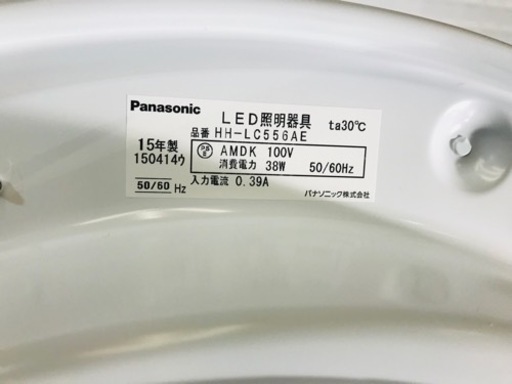 Panasonic LED照明器具 ta30℃
品番 HH-LC556AE
15年製
150414ウ
AMDK 100V
消費電力 38W 50/60Hz
50/60 Hz 入力電流 0.39A
パナソニック株式会社